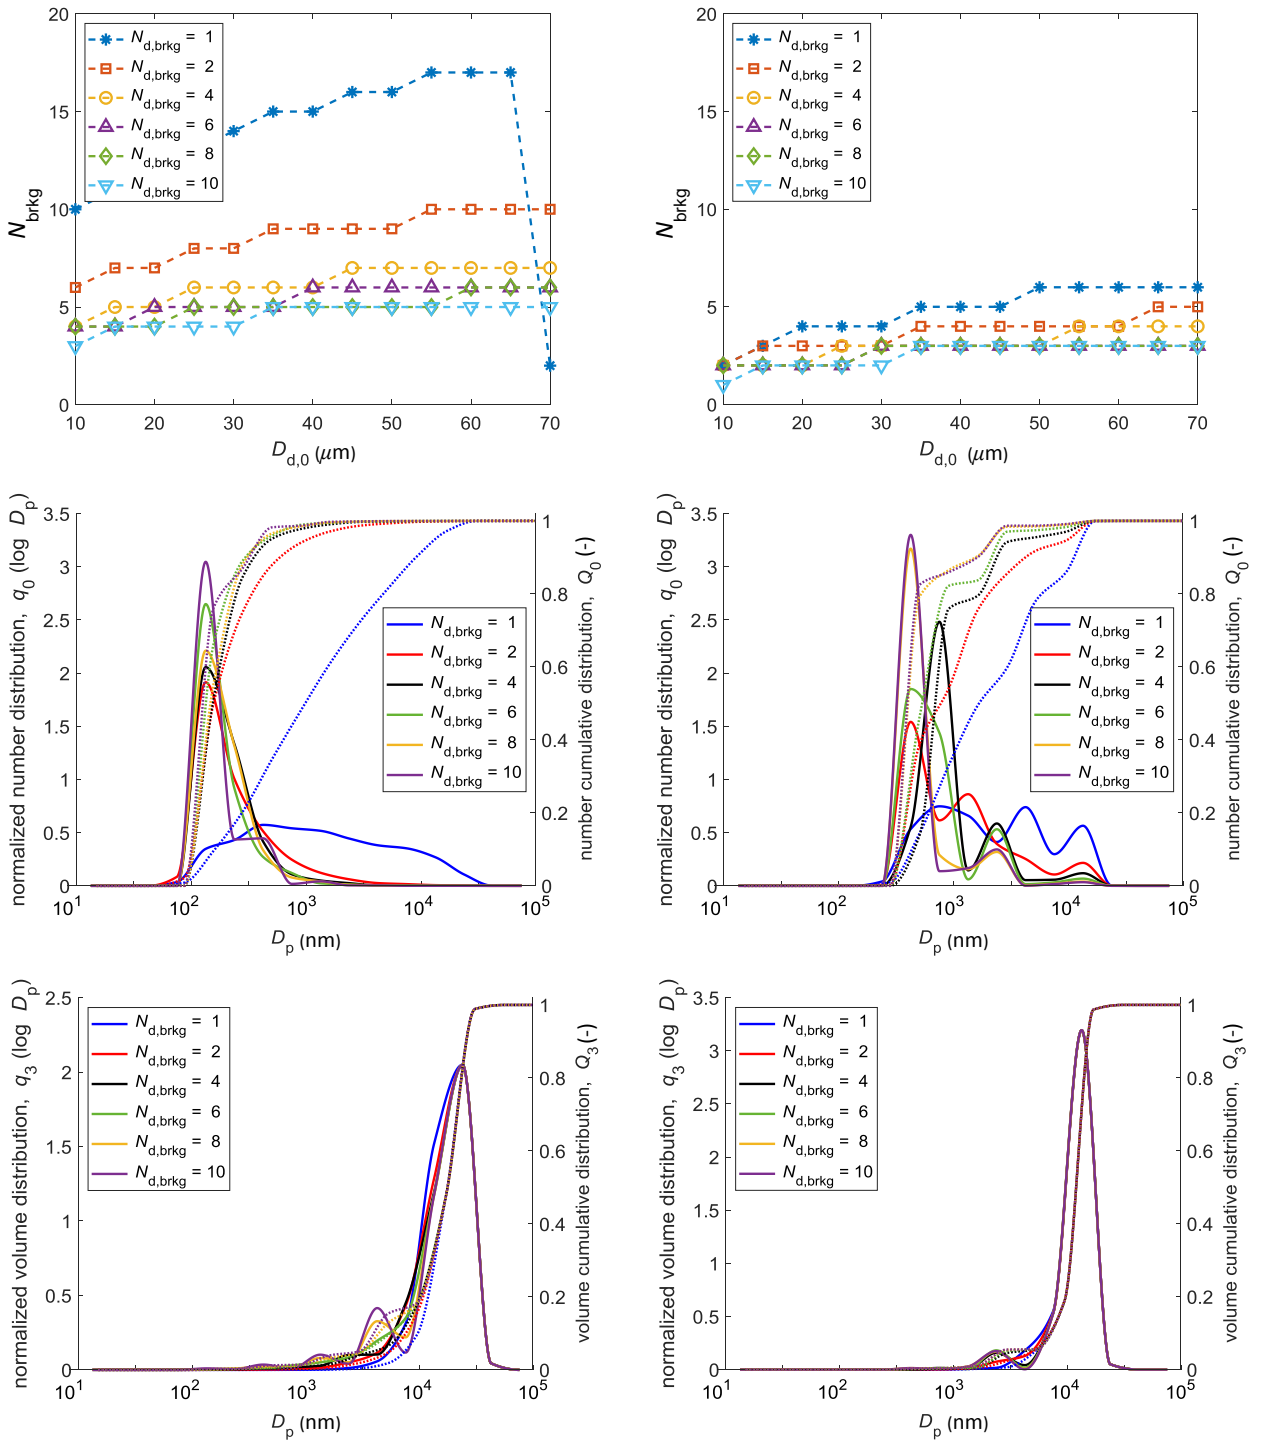 20
15
10
5
0
N_brkg
N_d,brkg = 1
N_d,brkg = 2
N_d,brkg = 4
N_d,brkg = 6
N_d,brkg = 8
N_d,brkg = 10
10 20 30 40 50 60 70
D_d,0 (μm)
20
15
10
5
0
N_brkg
N_d,brkg = 1
N_d,brkg = 2
N_d,brkg = 4
N_d,brkg = 6
N_d,brkg = 8
N_d,brkg = 10
10 20 30 40 50 60 70
D_d,0 (μm)
normalized number distribution, q_0 (log D_p)
3.5
3
2.5
2
1.5
1
0.5
0
N_d,brkg = 1
N_d,brkg = 2
N_d,brkg = 4
N_d,brkg = 6
N_d,brkg = 8
N_d,brkg = 10
1
0.8
0.6
0.4
0.2
0
number cumulative distribution, Q_0 (-)
10^1 10^2 10^3 10^4 10^5
D_p (nm)
normalized number distribution, q_0 (log D_p)
3.5
3
2.5
2
1.5
1
0.5
0
N_d,brkg = 1
N_d,brkg = 2
N_d,brkg = 4
N_d,brkg = 6
N_d,brkg = 8
N_d,brkg = 10
1
0.8
0.6
0.4
0.2
0
number cumulative distribution, Q_0 (-)
10^1 10^2 10^3 10^4 10^5
D_p (nm)
normalized volume distribution, q_3 (log D_p)
2.5
2
1.5
1
0.5
0
N_d,brkg = 1
N_d,brkg = 2
N_d,brkg = 4
N_d,brkg = 6
N_d,brkg = 8
N_d,brkg = 10
1
0.8
0.6
0.4
0.2
0
volume cumulative distribution, Q_3 (-)
10^1 10^2 10^3 10^4 10^5
D_p (nm)
normalized volume distribution, q_3 (log D_p)
3.5
3
3.5
2
2.5
1
1.5
0.5
0
N_d,brkg = 1
N_d,brkg = 2
N_d,brkg = 4
N_d,brkg = 6
N_d,brkg = 8
N_d,brkg = 10
1
0.8
0.6
0.4
0.2
0
volume cumulative distribution, Q_3 (-)
10^1 10^2 10^3 10^4 10^5
D_p (nm)